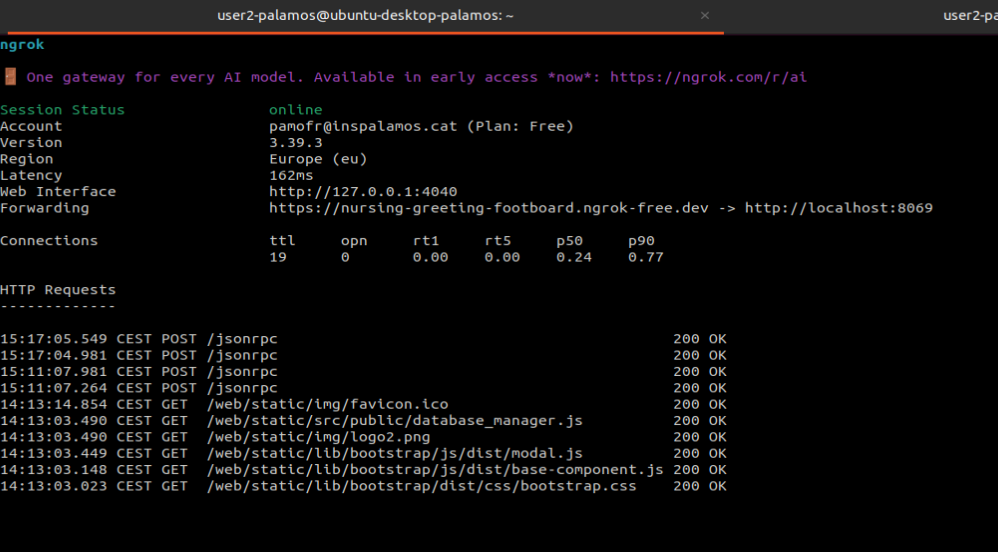 user2-palamos@ubuntu-desktop-palamos: ~ × user2-pa
ngrok
One gateway for every AI model. Available in early access *now*: https://ngrok.com/r/ai
Session Status online
Account pamofr@inspalamos.cat (Plan: Free)
Version 3.39.3
Region Europe (eu)
Latency 162ms
Web Interface http://127.0.0.1:4040
Forwarding https://nursing-greeting-footboard.ngrok-free.dev -> http://localhost:8069
Connections ttl opn rt1 rt5 p50 p90
19 0 0.00 0.00 0.24 0.77
HTTP Requests
-------------
15:17:05.549 CEST POST /jsonrpc 200 OK
15:17:04.981 CEST POST /jsonrpc 200 OK
15:11:07.981 CEST POST /jsonrpc 200 OK
15:11:07.264 CEST POST /jsonrpc 200 OK
14:13:14.854 CEST GET /web/static/img/favicon.ico 200 OK
14:13:03.490 CEST GET /web/static/src/public/database_manager.js 200 OK
14:13:03.490 CEST GET /web/static/img/logo2.png 200 OK
14:13:03.449 CEST GET /web/static/lib/bootstrap/js/dist/modal.js 200 OK
14:13:03.148 CEST GET /web/static/lib/bootstrap/js/dist/base-component.js 200 OK
14:13:03.023 CEST GET /web/static/lib/bootstrap/dist/css/bootstrap.css 200 OK